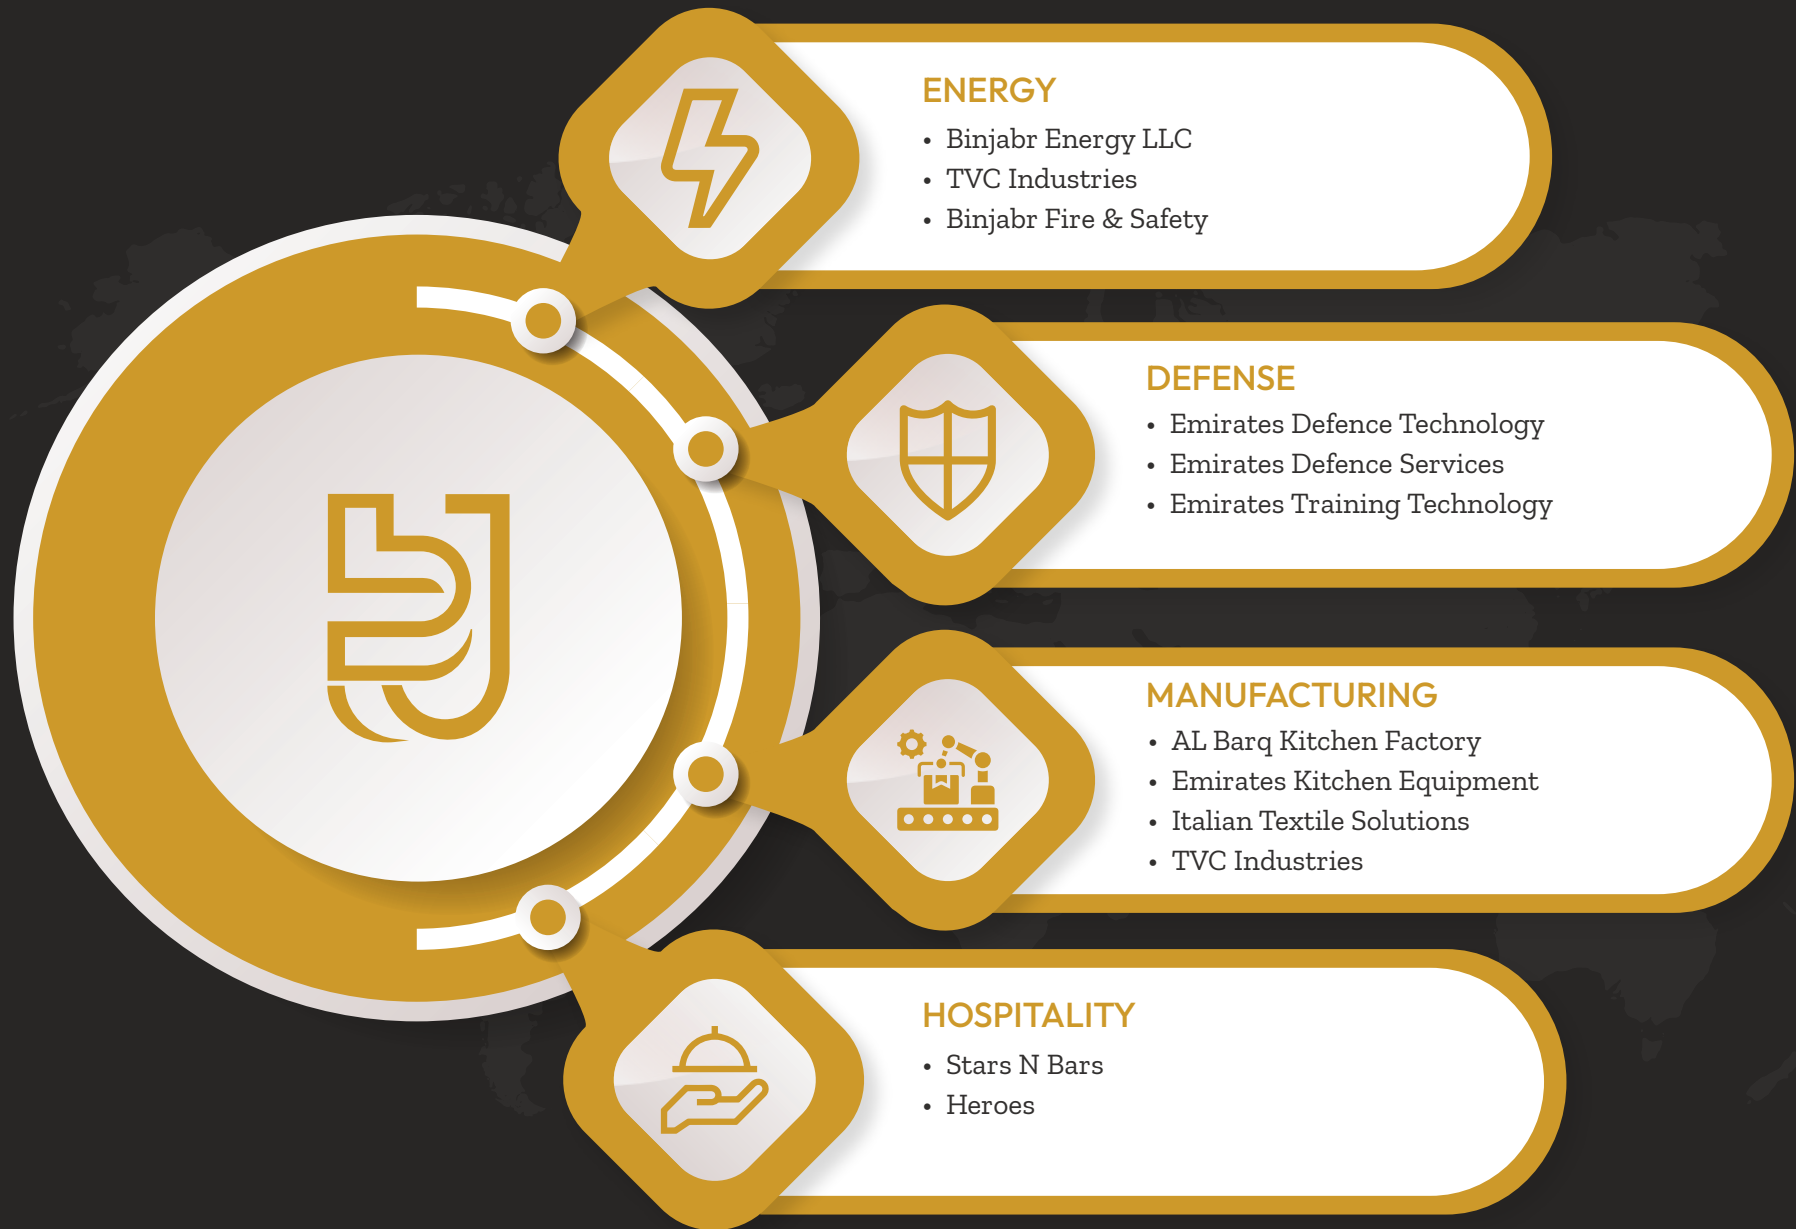 ENERGY
• Binjabr Energy LLC
• TVC Industries
• Binjabr Fire & Safety
DEFENSE
• Emirates Defence Technology
• Emirates Defence Services
• Emirates Training Technology
MANUFACTURING
• AL Barq Kitchen Factory
• Emirates Kitchen Equipment
• Italian Textile Solutions
• TVC Industries
HOSPITALITY
• Stars N Bars
• Heroes